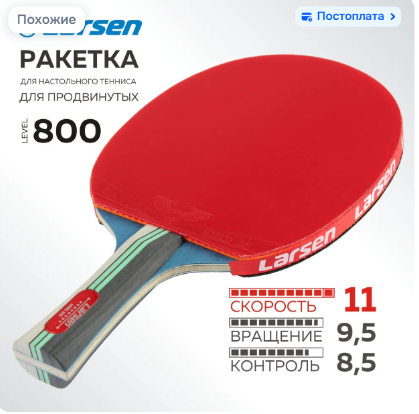 Похожие
Постоплата
Larsen
РАКЕТКА
ДЛЯ НАСТОЛЬНОГО ТЕННИСА
ДЛЯ ПРОДВИНУТЫХ
LEVEL 800
Larsen
Larsen
СКОРОСТЬ 11
ВРАЩЕНИЕ 9,5
КОНТРОЛЬ 8,5